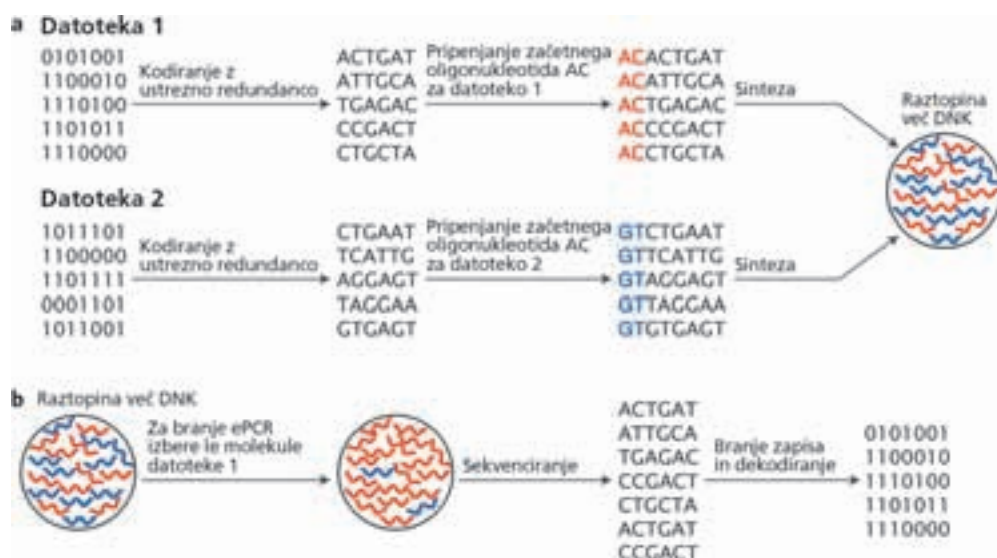 a Datoteka 1
0101001
1100010
1110100
1101011
1110000
Kodiranje z
ustrezno redundanco
ACTGAT
ATTGCA
TGAGAC
CCGACT
CTGCTA
Pripenjanje začetnega
oligonukleotida AC
za datoteko 1
ACACTGAT
ACATTGCA
ACTGAGAC
ACCCGACT
ACCTGCTA
Sinteza
Raztopina
več DNK
Datoteka 2
1011101
1100000
1101111
0001101
1011001
Kodiranje z
ustrezno redundanco
CTGAAT
TCATTG
AGGAGT
TAGGAA
GTGAGT
Pripenjanje začetnega
oligonukleotida AC
za datoteko 2
GTCTGAAT
GTTCATTG
GTAGGAGT
GTTAGGAA
GTGTGAGT
Sinteza
b Raztopina več DNK
Za branje ePCR
izbere le molekule
datoteke 1
Sekvenciranje
ACTGAT
ATTGCA
TGAGAC
CCGACT
CTGCTA
ACTGAT
CCGACT
Branje zapisa
in dekodiranje
0101001
1100010
1110100
1101011
1110000